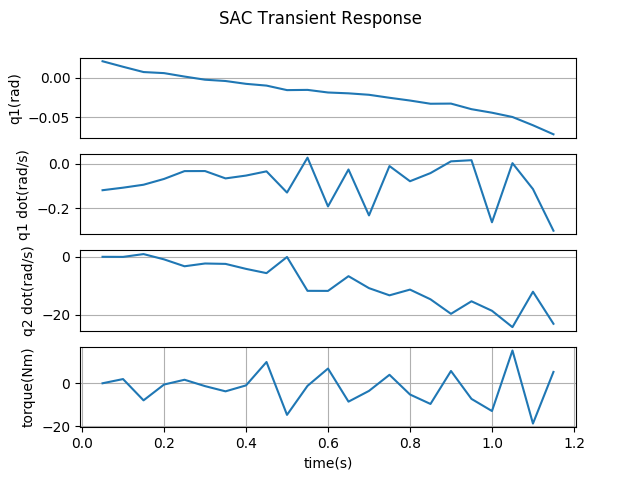 SAC Transient Response
q1(rad)
0.00
−0.05
q1 dot(rad/s)
0.0
−0.2
q2 dot(rad/s)
0
−20
torque(Nm)
0
−20
0.0 0.2 0.4 0.6 0.8 1.0 1.2
time(s)